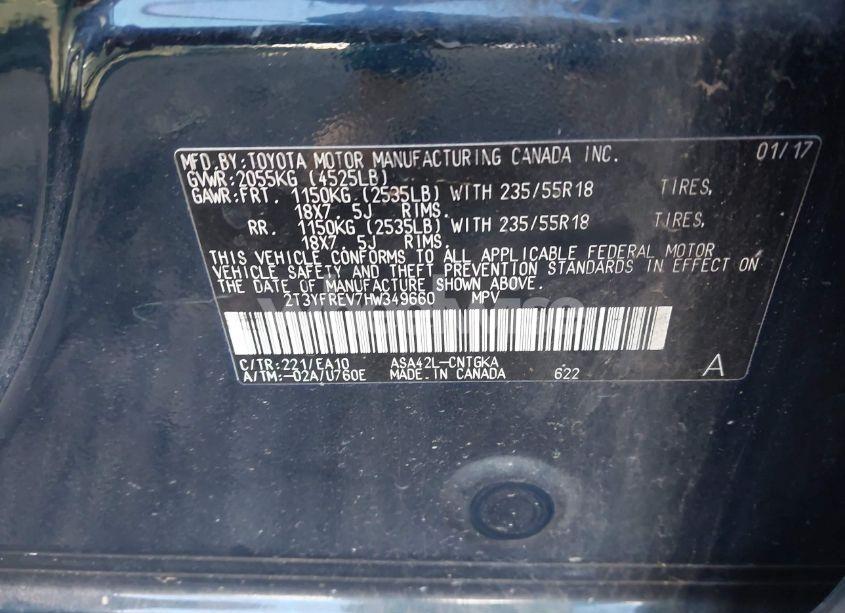 MFD.BY:TOYOTA MOTOR MANUFACTURING CANADA INC. 01/17
GVWR:2055KG (4525LB)
GAWR:FRT. 1150KG (2535LB) WITH 235/55R18 TIRES,
18X7.5J RIMS.
RR. 1150KG (2535LB) WITH 235/55R18 TIRES,
18X7.5J RIMS.
THIS VEHICLE CONFORMS TO ALL APPLICABLE FEDERAL MOTOR
VEHICLE SAFETY AND THEFT PREVENTION STANDARDS IN EFFECT ON
THE DATE OF MANUFACTURE SHOWN ABOVE.
2T3YFREV7HW349660 MPV
C/TR:221/EA10 ASA42L-CNTGKA
A/TM:-02A/U760E MADE IN CANADA 622 A